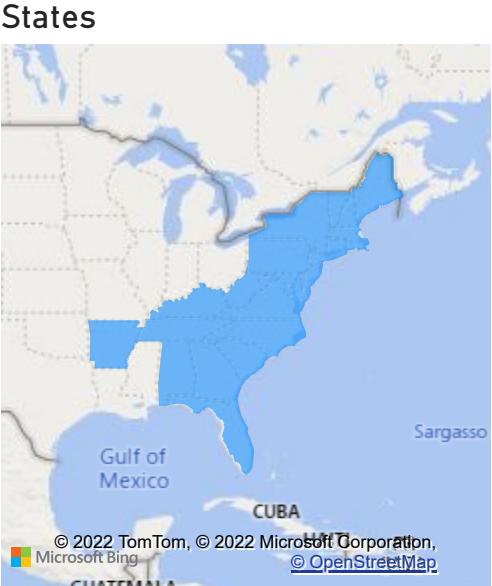 States
Gulf of
Mexico
Sargasso
CUBA
© 2022 TomTom, © 2022 Microsoft Corporation,
Microsoft Bing
© OpenStreetMap